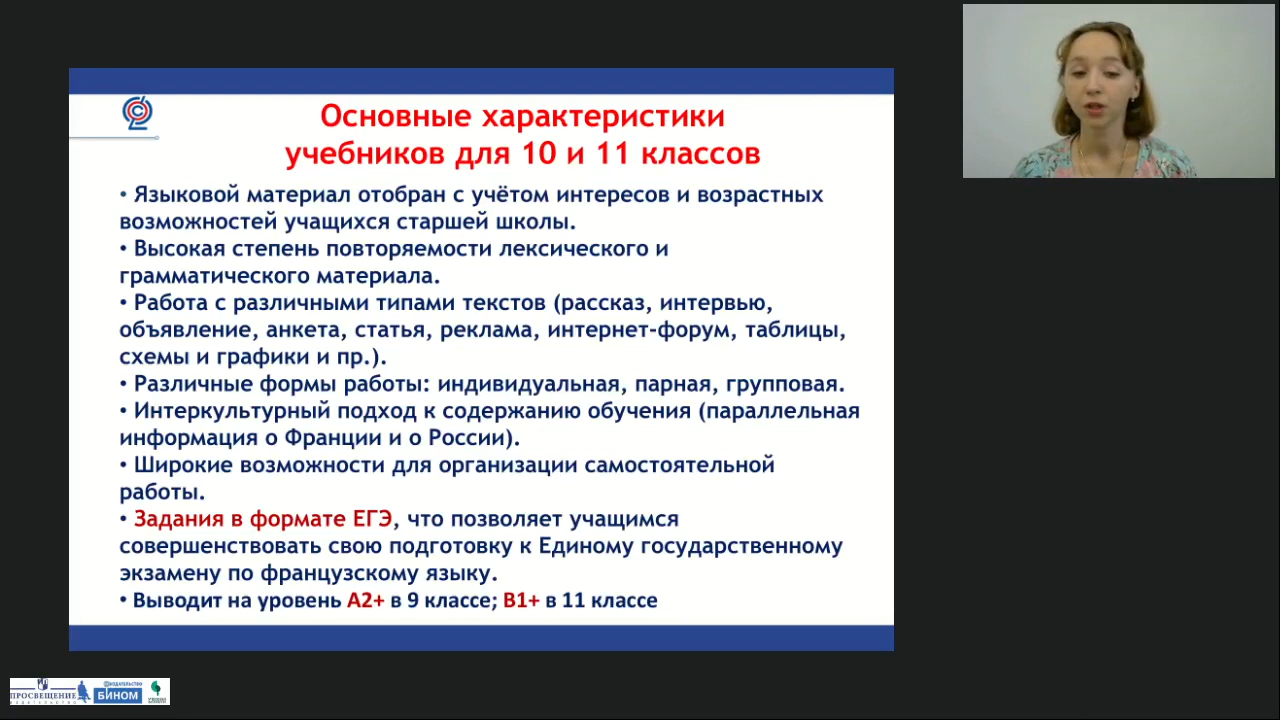 Основные характеристики
учебников для 10 и 11 классов
• Языковой материал отобран с учётом интересов и возрастных
возможностей учащихся старшей школы.
• Высокая степень повторяемости лексического и
грамматического материала.
• Работа с различными типами текстов (рассказ, интервью,
объявление, анкета, статья, реклама, интернет-форум, таблицы,
схемы и графики и пр.).
• Различные формы работы: индивидуальная, парная, групповая.
• Интеркультурный подход к содержанию обучения (параллельная
информация о Франции и о России).
• Широкие возможности для организации самостоятельной
работы.
• Задания в формате ЕГЭ, что позволяет учащимся
совершенствовать свою подготовку к Единому государственному
экзамену по французскому языку.
• Выводит на уровень А2+ в 9 классе; В1+ в 11 классе
ПРОСВЕЩЕНИЕ
ИЗДАТЕЛЬСТВО
БИНОМ